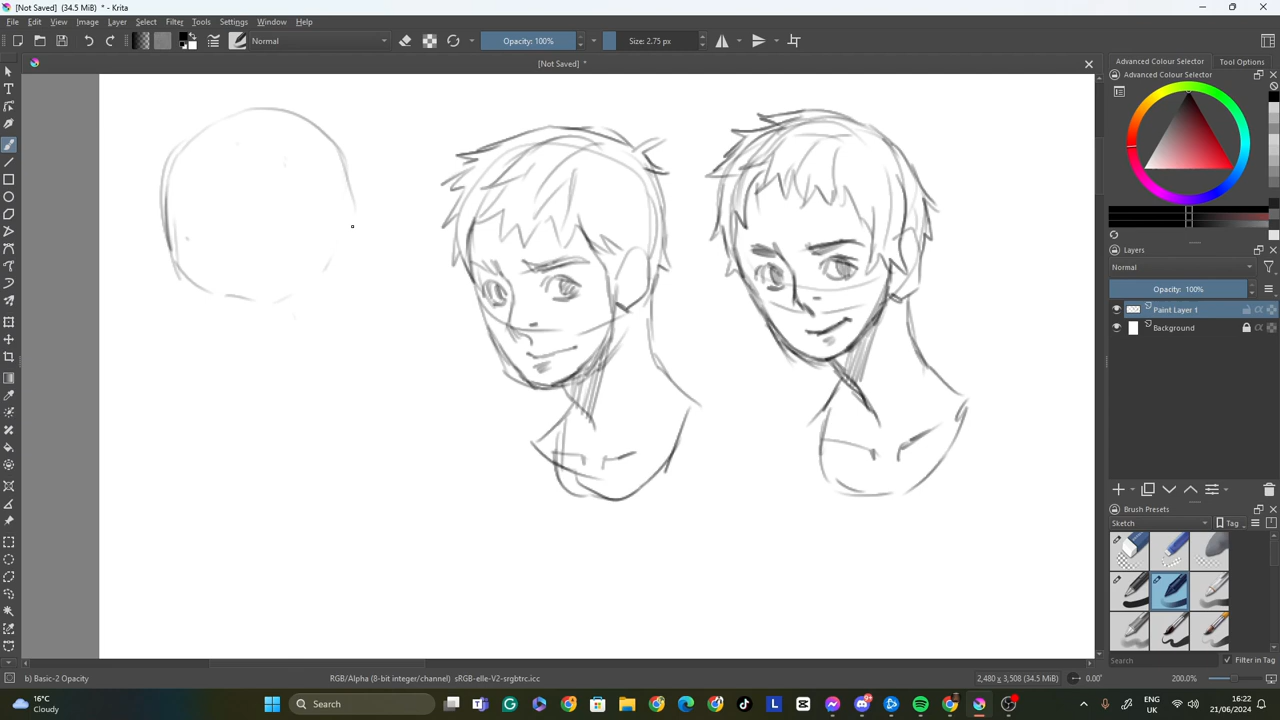 [Not Saved] (34.5 MiB) * - Krita
File Edit View Image Layer Select Filter Tools Settings Window Help
Normal Opacity: 100% Size: 2.75 px
[Not Saved] *
Advanced Colour Selector Tool Options
Advanced Colour Selector
Layers
Normal
Opacity: 100%
Paint Layer 1
Background
Brush Presets
Sketch Tag
Search Filter in Tag
b) Basic-2 Opacity RGB/Alpha (8-bit integer/channel) sRGB-elle-V2-srgbtrc.icc 2,480 x 3,508 (34.5 MiB) 0.00° 200.0%
16°C
Cloudy
Search
ENG
UK
16:22
21/06/2024